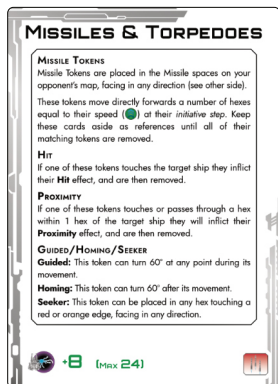 MISSILES & TORPEDOES
MISSILE TOKENS
Missile Tokens are placed in the Missile spaces on your
opponent's map, facing in any direction (see other side).
These tokens move directly forwards a number of hexes
equal to their speed ( ) at their initiative step. Keep
these cards aside as references until all of their
matching tokens are removed.
HIT
If one of these tokens touches the target ship they inflict
their Hit effect, and are then removed.
PROXIMITY
If one of these tokens touches or passes through a hex
within 1 hex of the target ship they will inflict their
Proximity effect, and are then removed.
GUIDED/HOMING/SEEKER
Guided: This token can turn 60° at any point during its
movement.
Homing: This token can turn 60° after its movement.
Seeker: This token can be placed in any hex touching a
red or orange edge, facing in any direction.
+8 (MAX 24)